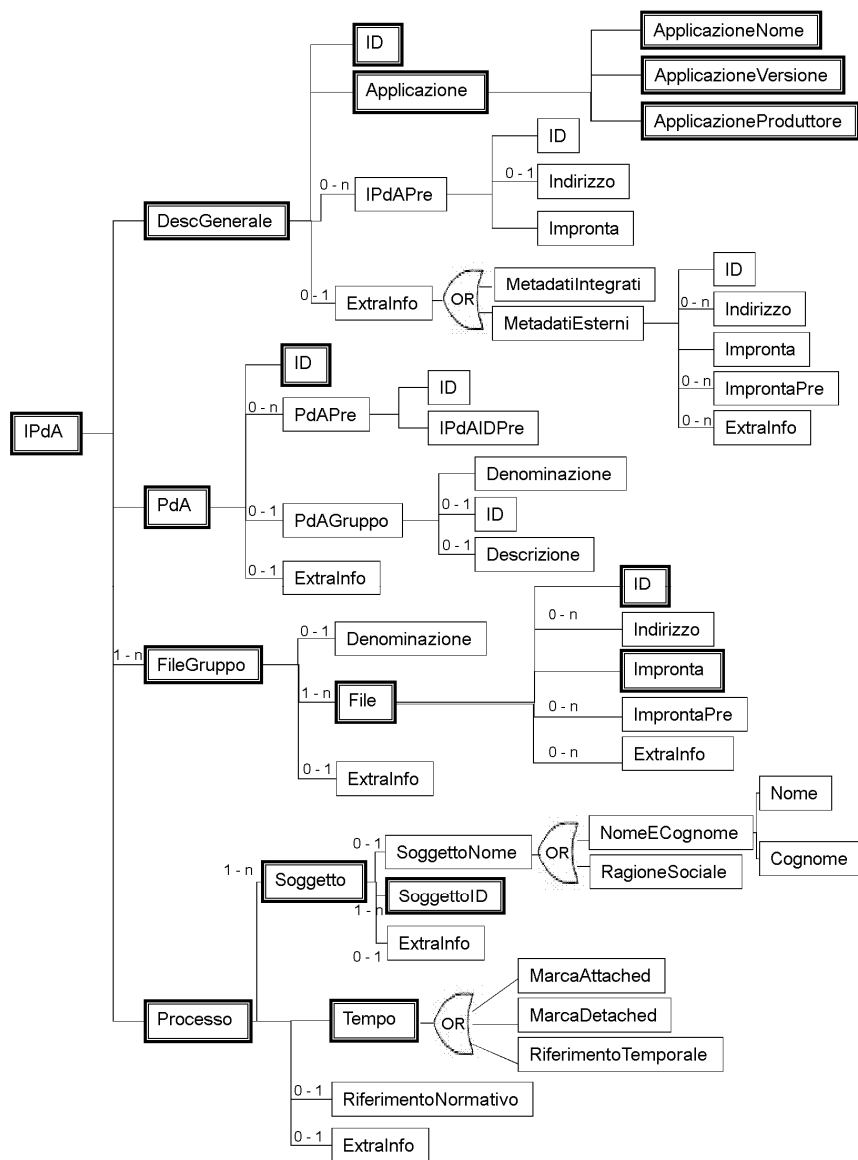 ID
ApplicazioneNome
Applicazione
ApplicazioneVersione
ApplicazioneProduttore
ID
0 - n
IPdAPre
0 - 1
Indirizzo
DescGenerale
Impronta
0 - 1
ExtraInfo
OR
MetadatiIntegrati
MetadatiEsterni
ID
0 - n
Indirizzo
Impronta
0 - n
ImprontaPre
0 - n
ExtraInfo
IPdA
ID
0 - n
PdAPre
ID
IPdAIDPre
PdA
Denominazione
0 - 1
PdAGruppo
0 - 1
ID
0 - 1
Descrizione
0 - 1
ExtraInfo
1 - n
FileGruppo
0 - 1
Denominazione
1 - n
File
0 - 1
ExtraInfo
ID
0 - n
Indirizzo
Impronta
0 - n
ImprontaPre
0 - n
ExtraInfo
1 - n
Soggetto
0 - 1
SoggettoNome
OR
NomeECognome
Nome
Cognome
RagioneSociale
SoggettoID
1 - n
ExtraInfo
0 - 1
Processo
Tempo
OR
MarcaAttached
MarcaDetached
RiferimentoTemporale
0 - 1
RiferimentoNormativo
0 - 1
ExtraInfo